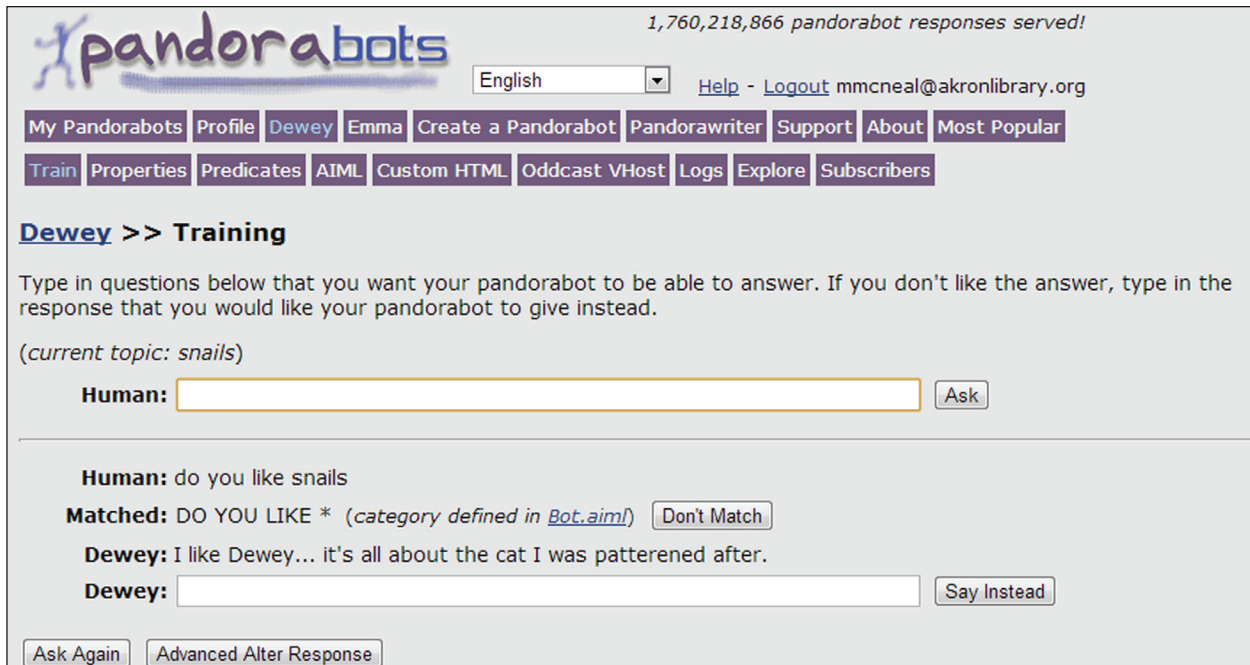 1,760,218,866 pandorabot responses served!
pandorabots
English Help - Logout mmcneal@akronlibrary.org
My Pandorabots Profile Dewey Emma Create a Pandorabot Pandorawriter Support About Most Popular
Train Properties Predicates AIML Custom HTML Oddcast VHost Logs Explore Subscribers
Dewey >> Training
Type in questions below that you want your pandorabot to be able to answer. If you don't like the answer, type in the
response that you would like your pandorabot to give instead.
(current topic: snails)
Human: Ask
Human: do you like snails
Matched: DO YOU LIKE * (category defined in Bot.aiml) Don't Match
Dewey: I like Dewey... it's all about the cat I was patterened after.
Dewey: Say Instead
Ask Again Advanced Alter Response